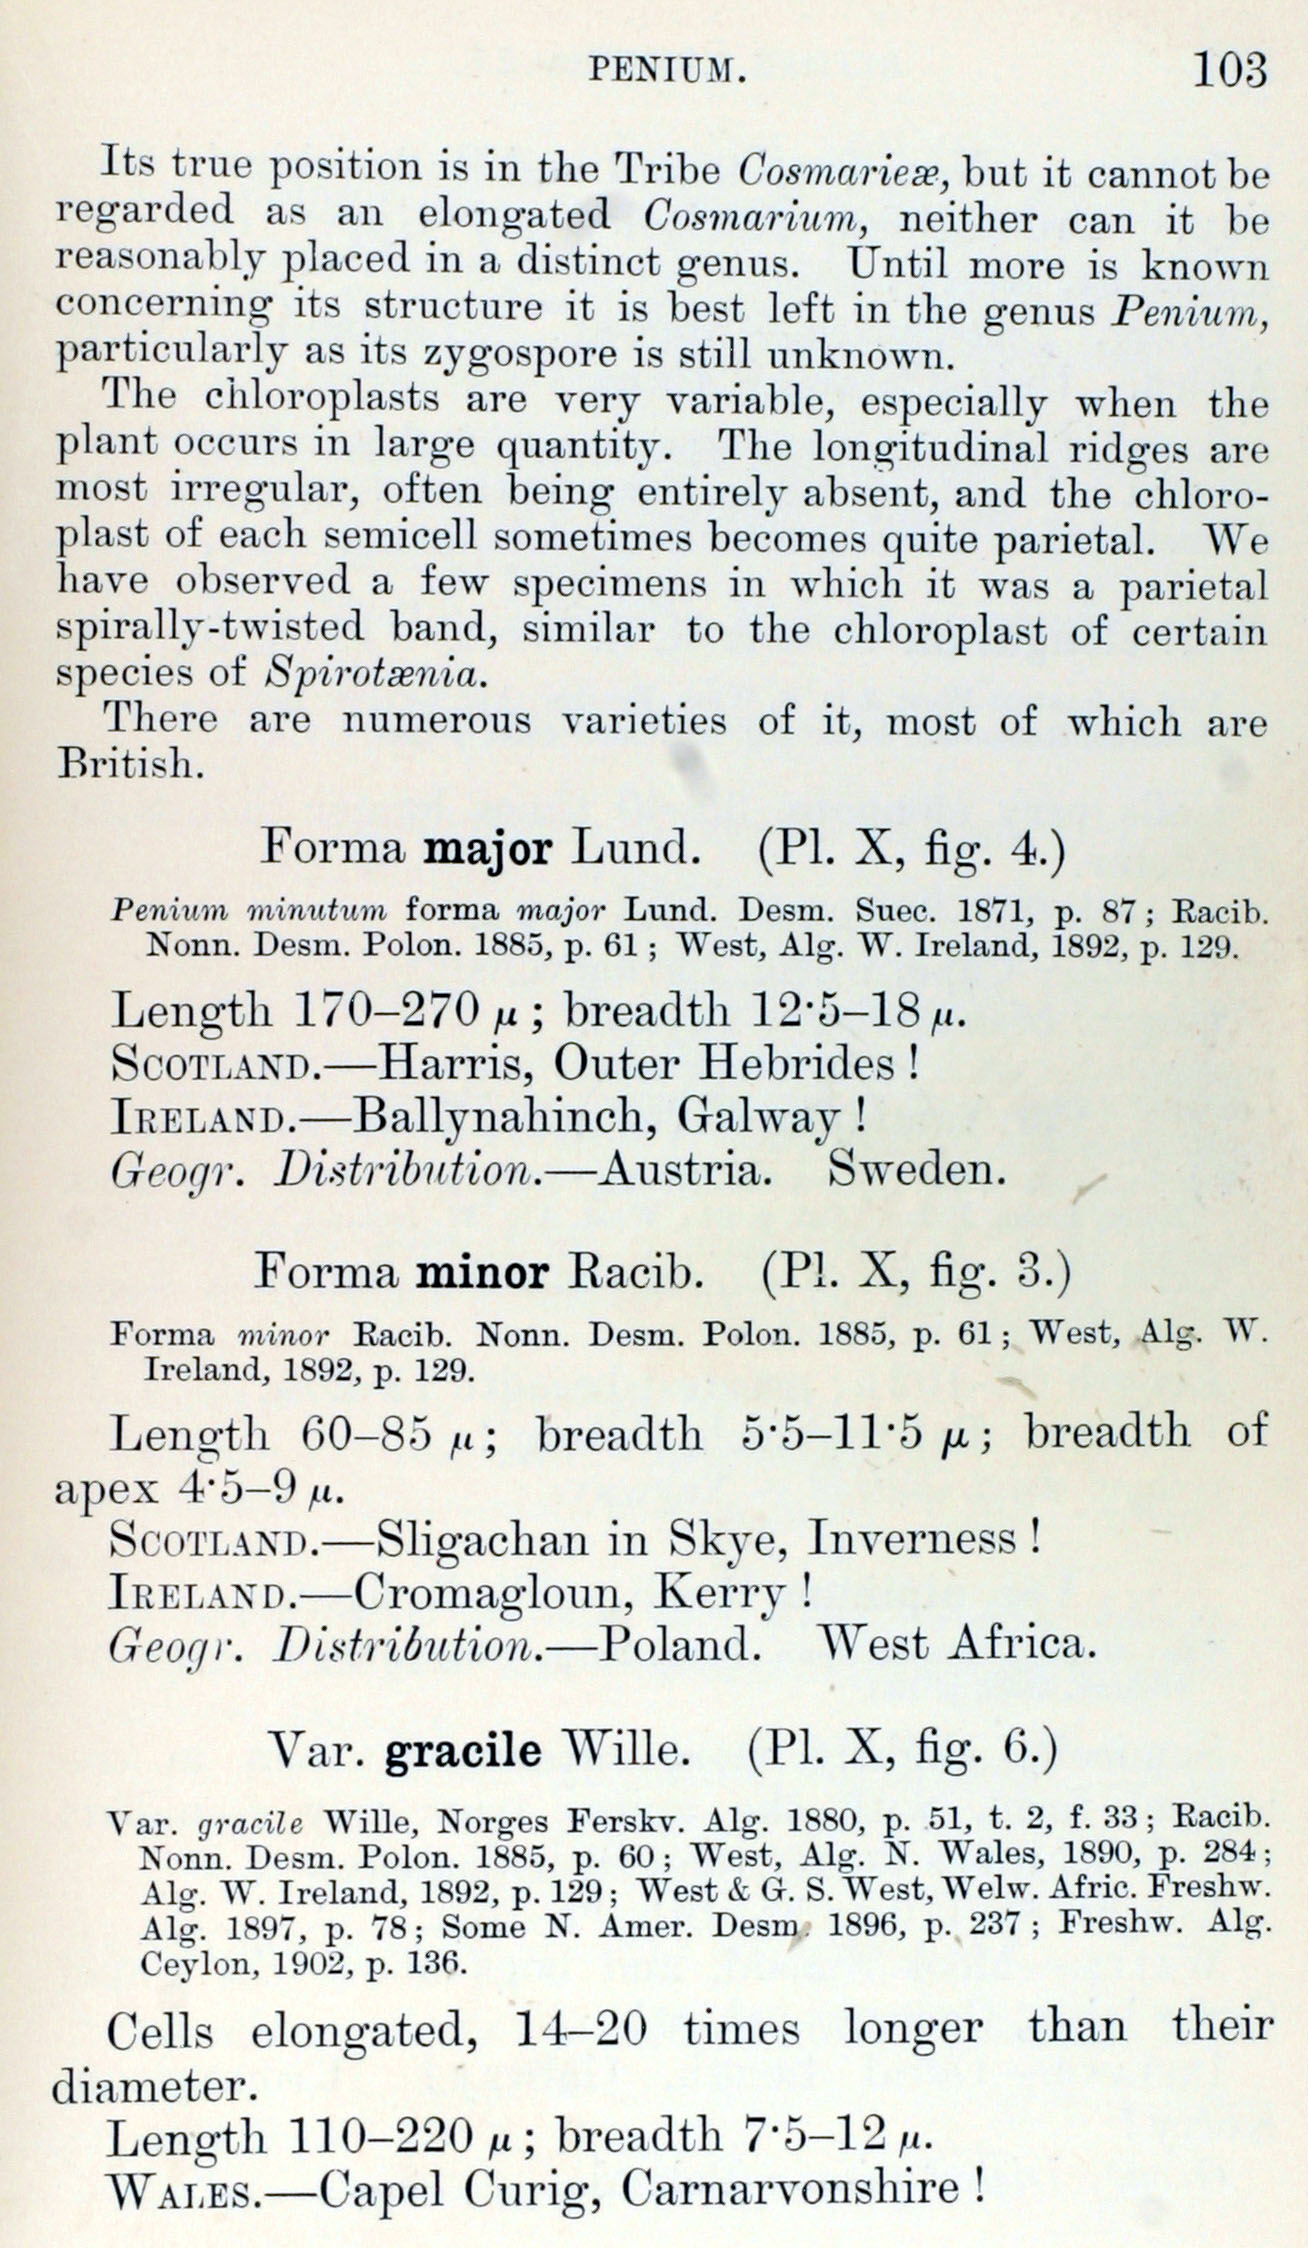 PENIUM. 103
Its true position is in the Tribe Cosmarieæ, but it cannot be
regarded as an elongated Cosmarium, neither can it be
reasonably placed in a distinct genus. Until more is known
concerning its structure it is best left in the genus Penium,
particularly as its zygospore is still unknown.
The chloroplasts are very variable, especially when the
plant occurs in large quantity. The longitudinal ridges are
most irregular, often being entirely absent, and the chloro-
plast of each semicell sometimes becomes quite parietal. We
have observed a few specimens in which it was a parietal
spirally-twisted band, similar to the chloroplast of certain
species of Spirotænia.
There are numerous varieties of it, most of which are
British.
Forma major Lund. (Pl. X, fig. 4.)
Penium minutum forma major Lund. Desm. Suec. 1871, p. 87; Racib.
Nonn. Desm. Polon. 1885, p. 61; West, Alg. W. Ireland, 1892, p. 129.
Length 170–270 μ; breadth 12·5–18 μ.
SCOTLAND.—Harris, Outer Hebrides!
IRELAND.—Ballynahinch, Galway!
Geogr. Distribution.—Austria. Sweden.
Forma minor Racib. (Pl. X, fig. 3.)
Forma minor Racib. Nonn. Desm. Polon. 1885, p. 61; West, Alg. W.
Ireland, 1892, p. 129.
Length 60–85 μ; breadth 5·5–11·5 μ; breadth of
apex 4·5–9 μ.
SCOTLAND.—Sligachan in Skye, Inverness!
IRELAND.—Cromagloun, Kerry!
Geogr. Distribution.—Poland. West Africa.
Var. gracile Wille. (Pl. X, fig. 6.)
Var. gracile Wille, Norges Ferskv. Alg. 1880, p. 51, t. 2, f. 33; Racib.
Nonn. Desm. Polon. 1885, p. 60; West, Alg. N. Wales, 1890, p. 284;
Alg. W. Ireland, 1892, p. 129; West & G. S. West, Welw. Afric. Freshw.
Alg. 1897, p. 78; Some N. Amer. Desm. 1896, p. 237; Freshw. Alg.
Ceylon, 1902, p. 136.
Cells elongated, 14–20 times longer than their
diameter.
Length 110–220 μ; breadth 7·5–12 μ.
WALES.—Capel Curig, Carnarvonshire!